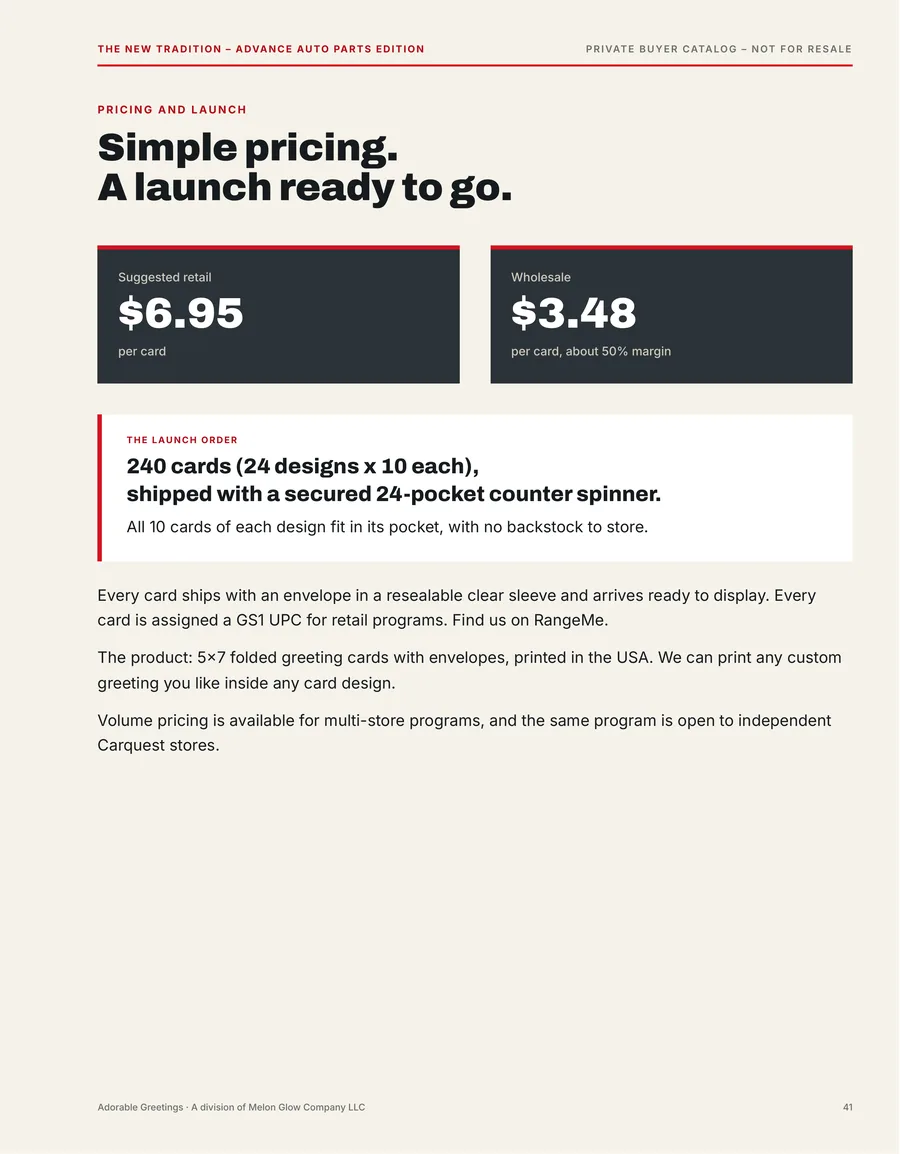 THE NEW TRADITION – ADVANCE AUTO PARTS EDITION
PRIVATE BUYER CATALOG – NOT FOR RESALE
PRICING AND LAUNCH
Simple pricing.
A launch ready to go.
Suggested retail
$6.95
per card
Wholesale
$3.48
per card, about 50% margin
THE LAUNCH ORDER
240 cards (24 designs x 10 each),
shipped with a secured 24-pocket counter spinner.
All 10 cards of each design fit in its pocket, with no backstock to store.
Every card ships with an envelope in a resealable clear sleeve and arrives ready to display. Every
card is assigned a GS1 UPC for retail programs. Find us on RangeMe.
The product: 5×7 folded greeting cards with envelopes, printed in the USA. We can print any custom
greeting you like inside any card design.
Volume pricing is available for multi-store programs, and the same program is open to independent
Carquest stores.
Adorable Greetings · A division of Melon Glow Company LLC
41